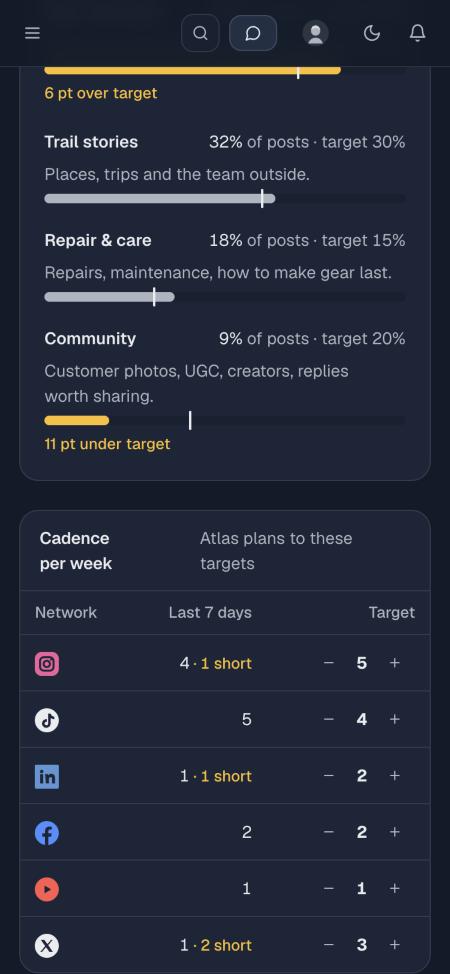 6 pt over target
Trail stories 32% of posts · target 30%
Places, trips and the team outside.
Repair & care 18% of posts · target 15%
Repairs, maintenance, how to make gear last.
Community 9% of posts · target 20%
Customer photos, UGC, creators, replies
worth sharing.
11 pt under target
Cadence per week
Atlas plans to these targets
Network Last 7 days Target
4 · 1 short − 5 +
5 − 4 +
in 1 · 1 short − 2 +
2 − 2 +
1 − 1 +
X 1 · 2 short − 3 +